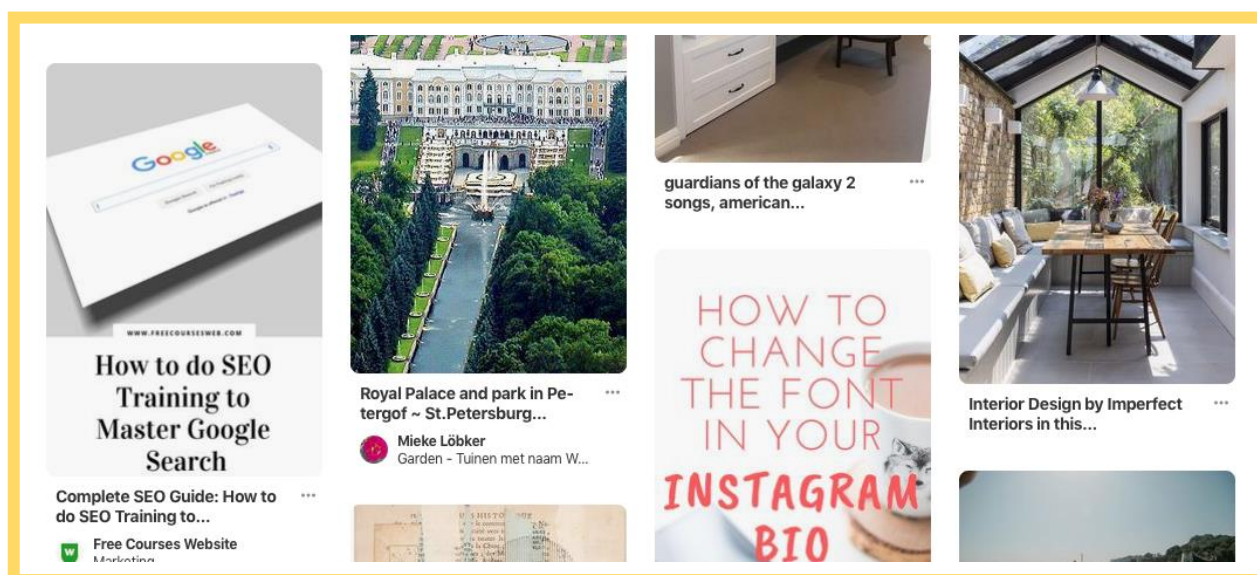 Google
WWW.FREECOURSESWEB.COM
How to do SEO
Training to
Master Google
Search
Complete SEO Guide: How to
do SEO Training to...
Free Courses Website
Marketing
Royal Palace and park in Pe-
tergof ~ St.Petersburg...
Mieke Löbker
Garden - Tuinen met naam W...
guardians of the galaxy 2
songs, american...
HOW TO
CHANGE
THE FONT
IN YOUR
INSTAGRAM
BIO
Interior Design by Imperfect
Interiors in this...